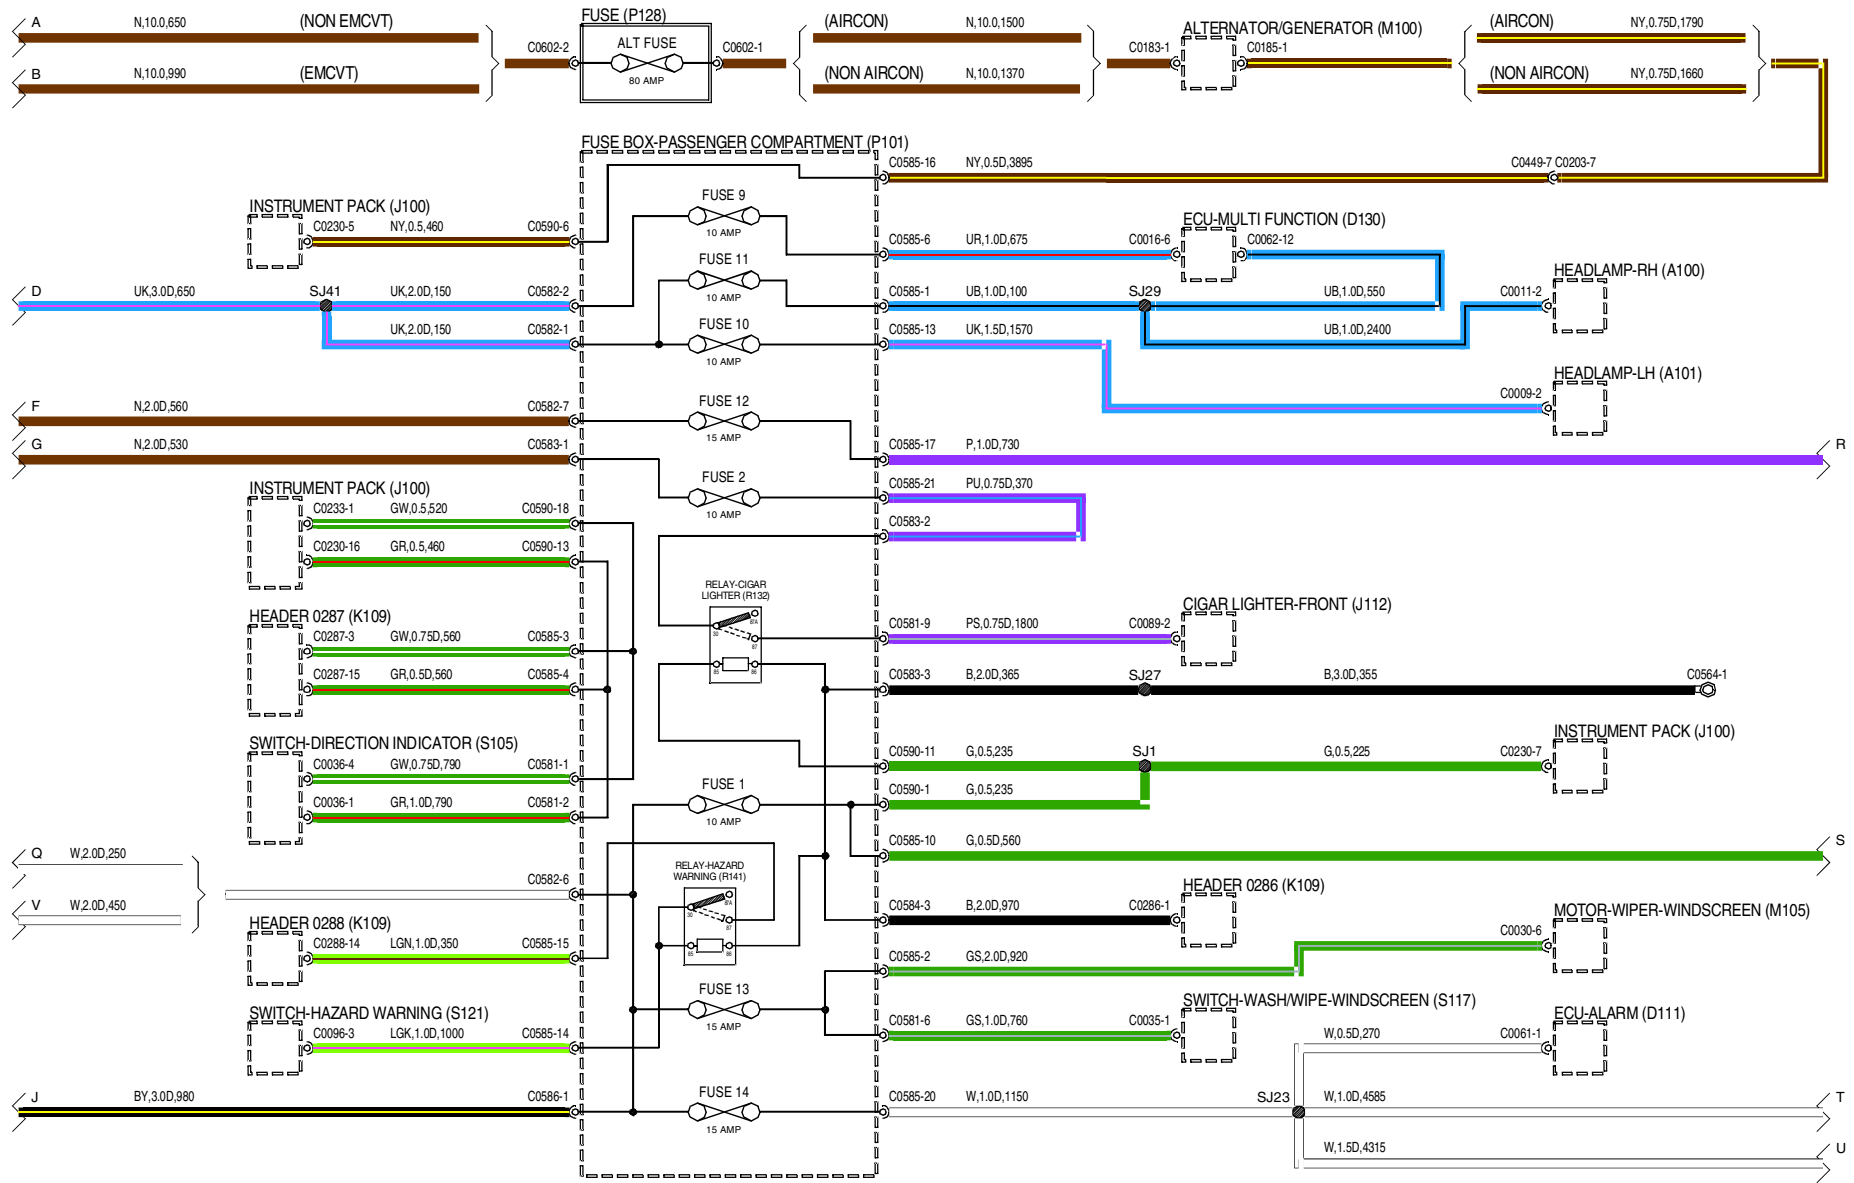 A N,10.0,650 (NON EMCVT)
B N,10.0,990 (EMCVT)
C0602-2
FUSE (P128)
ALT FUSE
80 AMP
C0602-1
(AIRCON) N,10.0,1500
(NON AIRCON) N,10.0,1370
C0183-1
ALTERNATOR/GENERATOR (M100)
C0185-1
(AIRCON) NY,0.75D,1790
(NON AIRCON) NY,0.75D,1660
FUSE BOX-PASSENGER COMPARTMENT (P101)
C0585-16 NY,0.5D,3895 C0449-7 C0203-7
INSTRUMENT PACK (J100)
C0230-5 NY,0.5,460 C0590-6
FUSE 9
10 AMP
C0585-6 UR,1.0D,675 C0016-6
ECU-MULTI FUNCTION (D130)
C0062-12
D UK,3.0D,650 SJ41 UK,2.0D,150 C0582-2
UK,2.0D,150 C0582-1
FUSE 11
10 AMP
FUSE 10
10 AMP
C0585-1 UB,1.0D,100 SJ29 UB,1.0D,550
C0585-13 UK,1.5D,1570 UB,1.0D,2400
HEADLAMP-RH (A100)
C0011-2
HEADLAMP-LH (A101)
C0009-2
F N,2.0D,560 C0582-7
G N,2.0D,530 C0583-1
FUSE 12
15 AMP
C0585-17 P,1.0D,730 R
FUSE 2
10 AMP
C0585-21 PU,0.75D,370
C0583-2
INSTRUMENT PACK (J100)
C0233-1 GW,0.5,520 C0590-18
C0230-16 GR,0.5,460 C0590-13
RELAY-CIGAR
LIGHTER (R132)
87A
30
87
85 86
C0581-9 PS,0.75D,1800 C0089-2
CIGAR LIGHTER-FRONT (J112)
HEADER 0287 (K109)
C0287-3 GW,0.75D,560 C0585-3
C0287-15 GR,0.5D,560 C0585-4
C0583-3 B,2.0D,365 SJ27 B,3.0D,355 C0564-1
SWITCH-DIRECTION INDICATOR (S105)
C0036-4 GW,0.75D,790 C0581-1
C0036-1 GR,1.0D,790 C0581-2
C0590-11 G,0.5,235 SJ1 G,0.5,225 C0230-7
INSTRUMENT PACK (J100)
FUSE 1
10 AMP
C0590-1 G,0.5,235
C0585-10 G,0.5D,560 S
Q W,2.0D,250
V W,2.0D,450
C0582-6
RELAY-HAZARD
WARNING (R141)
87A
30
87
85 86
C0584-3 B,2.0D,970 C0286-1
HEADER 0286 (K109)
HEADER 0288 (K109)
C0288-14 LGN,1.0D,350 C0585-15
C0585-2 GS,2.0D,920
MOTOR-WIPER-WINDSCREEN (M105)
C0030-6
FUSE 13
15 AMP
SWITCH-HAZARD WARNING (S121)
C0096-3 LGK,1.0D,1000 C0585-14
C0581-6 GS,1.0D,760 C0035-1
SWITCH-WASH/WIPE-WINDSCREEN (S117)
ECU-ALARM (D111)
W,0.5D,270 C0061-1
J BY,3.0D,980 C0586-1
FUSE 14
15 AMP
C0585-20 W,1.0D,1150 SJ23 W,1.0D,4585 T
W,1.5D,4315 U